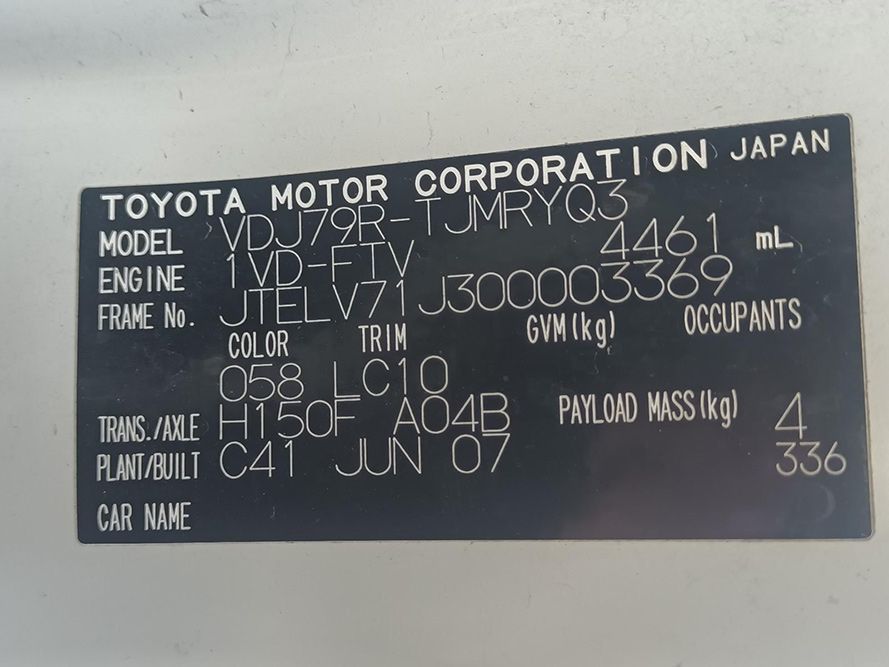 TOYOTA MOTOR CORPORATION JAPAN
MODEL VDJ79R-TJMRYQ3
ENGINE 1VD-FTV 4461 mL
FRAME No. JTELV71J300003369
COLOR TRIM GVM(kg) OCCUPANTS
058 LC10
TRANS./AXLE H150F A04B PAYLOAD MASS(kg) 4
PLANT/BUILT C41 JUN 07 336
CAR NAME